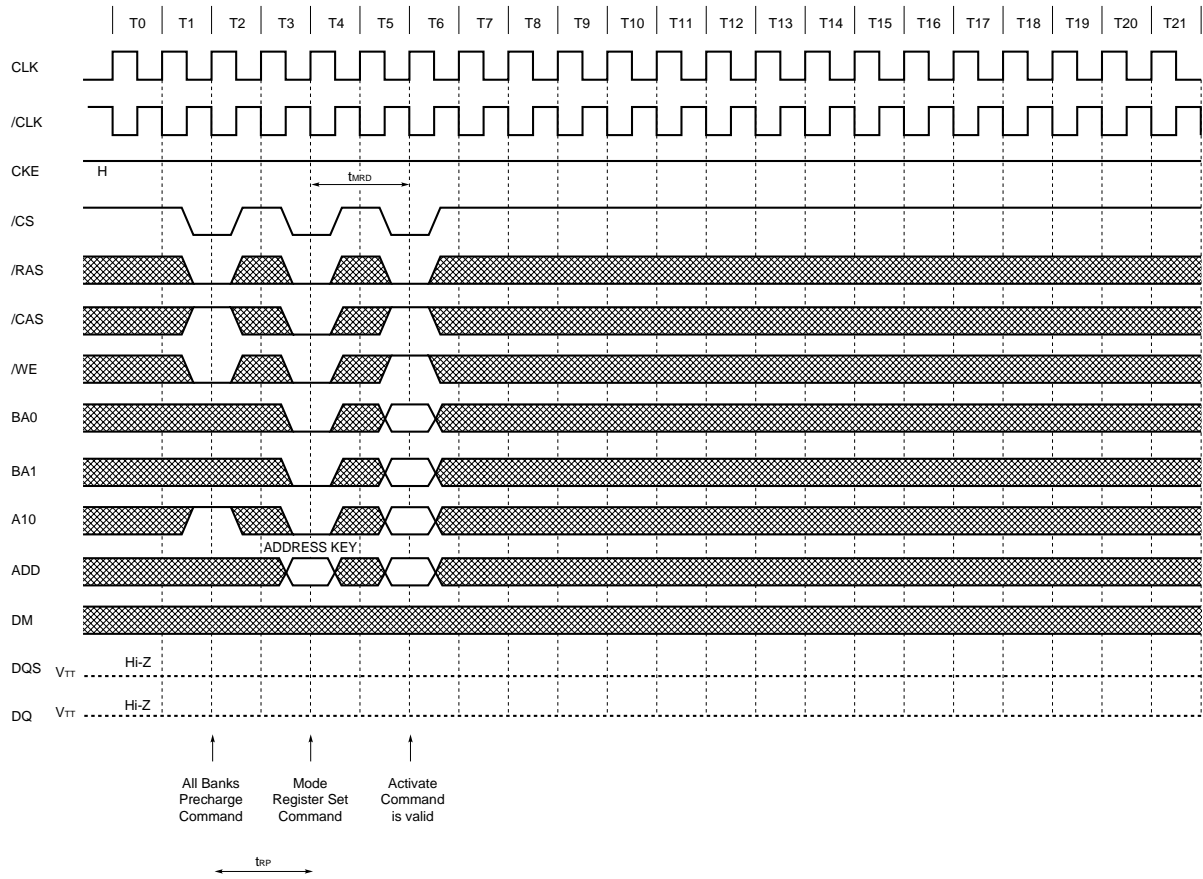 T0 T1 T2 T3 T4 T5 T6 T7 T8 T9 T10 T11 T12 T13 T14 T15 T16 T17 T18 T19 T20 T21
CLK
/CLK
CKE H
tMRD
/CS
/RAS
/CAS
/WE
BA0
BA1
A10
ADDRESS KEY
ADD
DM
DQS VTT Hi-Z
DQ VTT Hi-Z
All Banks
Precharge
Command
Mode
Register Set
Command
Activate
Command
is valid
tRP